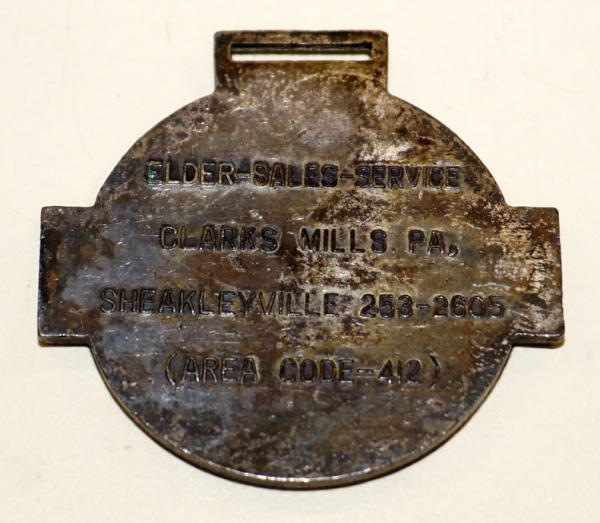 ELDER-SALES-SERVICE
CLARKS MILLS PA,
SHEAKLEYVILLE 253-2605
(AREA CODE-412)